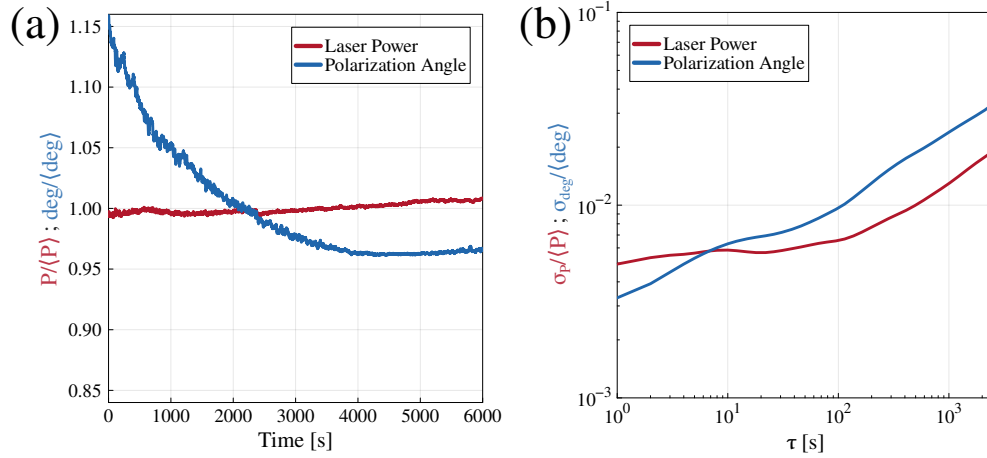 (a)
1.15
1.10
1.05
1.00
0.95
0.90
0.85
P/⟨P⟩ ; deg/⟨deg⟩
Laser Power
Polarization Angle
0 1000 2000 3000 4000 5000 6000
Time [s]
(b)
10⁻¹
10⁻²
10⁻³
σ_P/⟨P⟩ ; σ_deg/⟨deg⟩
Laser Power
Polarization Angle
10⁰ 10¹ 10² 10³
τ [s]